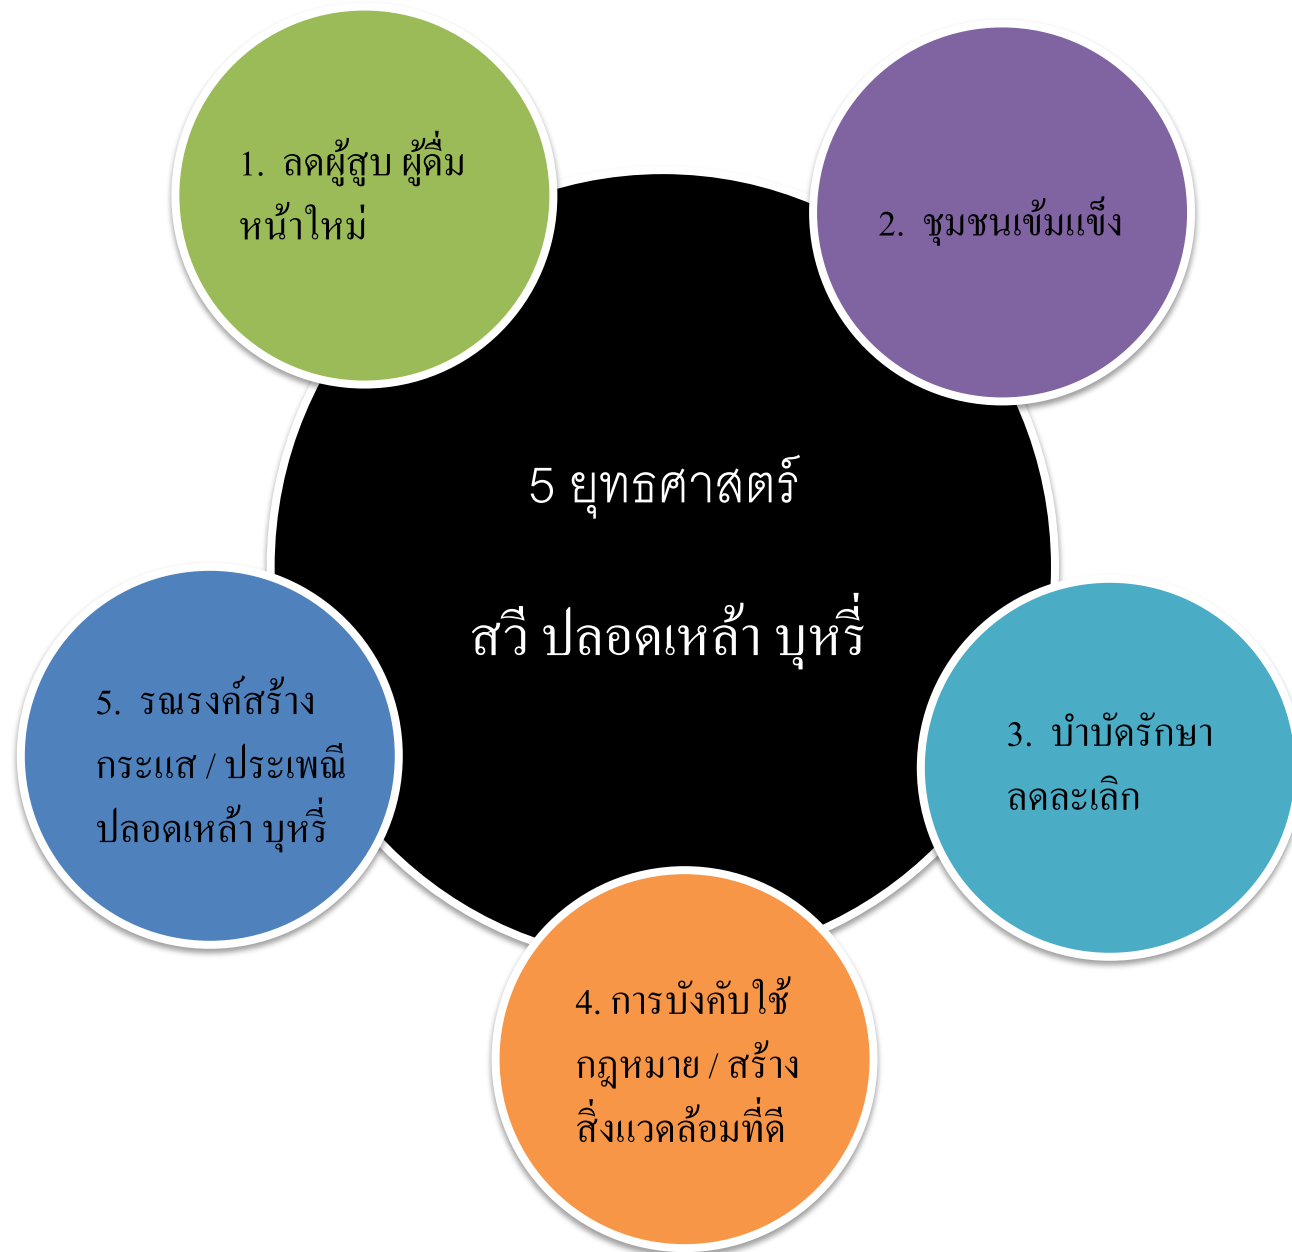 1. ลดผู้สูบ ผู้ดื่ม
หน้าใหม่
2. ชุมชนเข้มแข็ง
5 ยุทธศาสตร์
สวี ปลอดเหล้า บุหรี่
3. บำบัดรักษา
ลดละเลิก
4. การบังคับใช้
กฎหมาย / สร้าง
สิ่งแวดล้อมที่ดี
5. รณรงค์สร้าง
กระแส / ประเพณี
ปลอดเหล้า บุหรี่